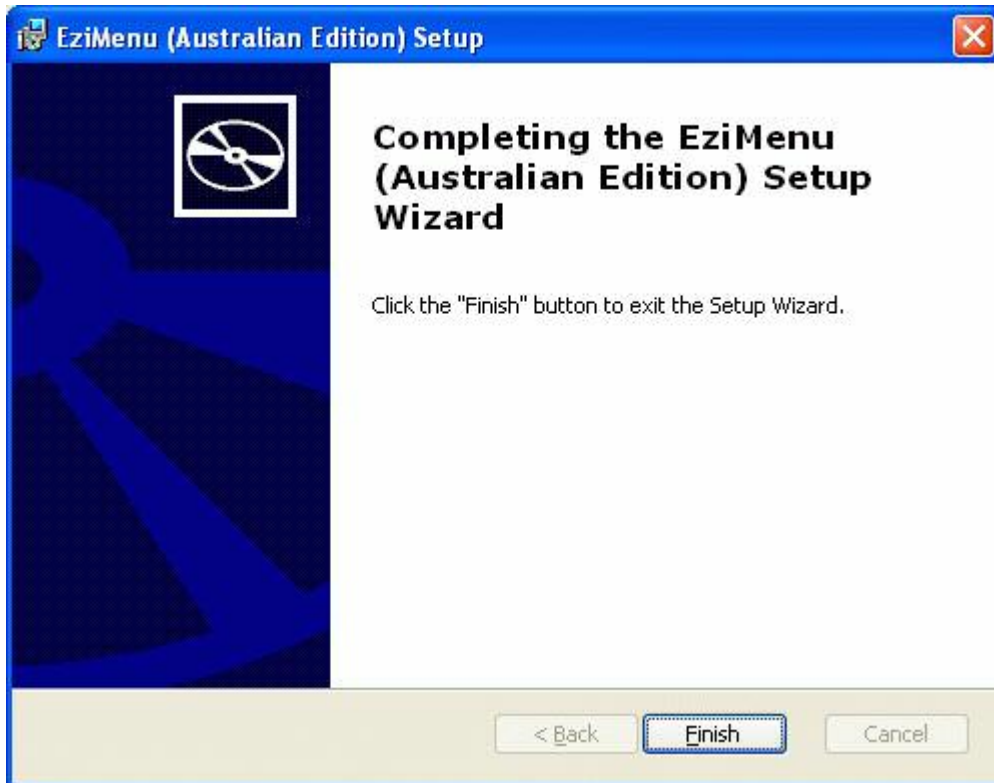 EziMenu (Australian Edition) Setup
Completing the EziMenu
(Australian Edition) Setup
Wizard
Click the "Finish" button to exit the Setup Wizard.
< Back Finish Cancel